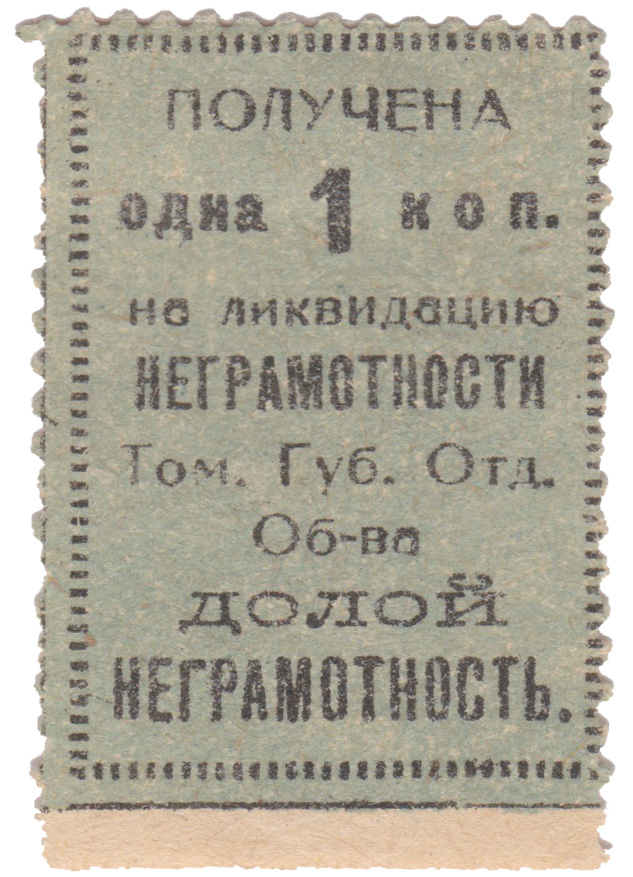 ПОЛУЧЕНА
одна 1 коп.
на ликвидацию
НЕГРАМОТНОСТИ
Том. Губ. Отд.
Об-ва
ДОЛОЙ
НЕГРАМОТНОСТЬ.